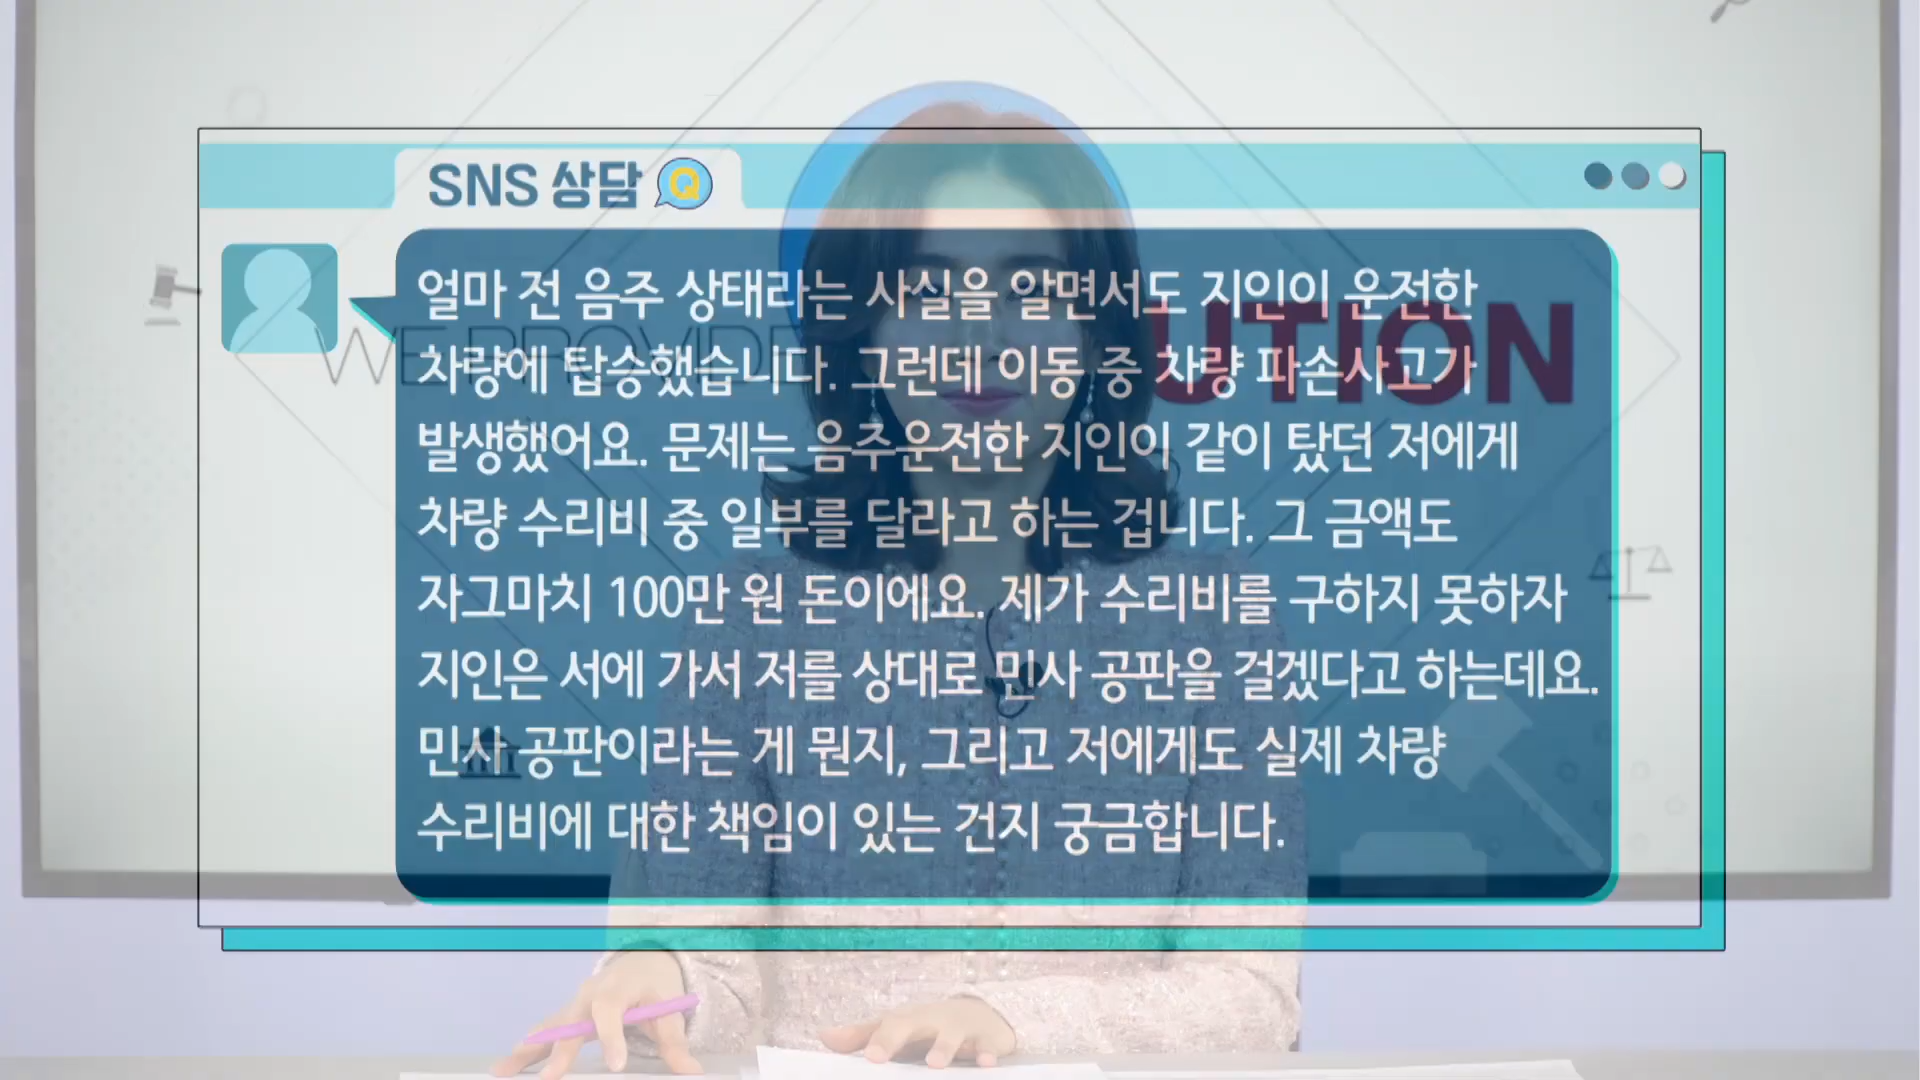 SNS 상담 Q
얼마 전 음주 상태라는 사실을 알면서도 지인이 운전한
차량에 탑승했습니다. 그런데 이동 중 차량 파손사고가
발생했어요. 문제는 음주운전한 지인이 같이 탔던 저에게
차량 수리비 중 일부를 달라고 하는 겁니다. 그 금액도
자그마치 100만 원 돈이에요. 제가 수리비를 구하지 못하자
지인은 서에 가서 저를 상대로 민사 공판을 걸겠다고 하는데요.
민사 공판이라는 게 뭔지, 그리고 저에게도 실제 차량
수리비에 대한 책임이 있는 건지 궁금합니다.
WE PROVIDE
UTION